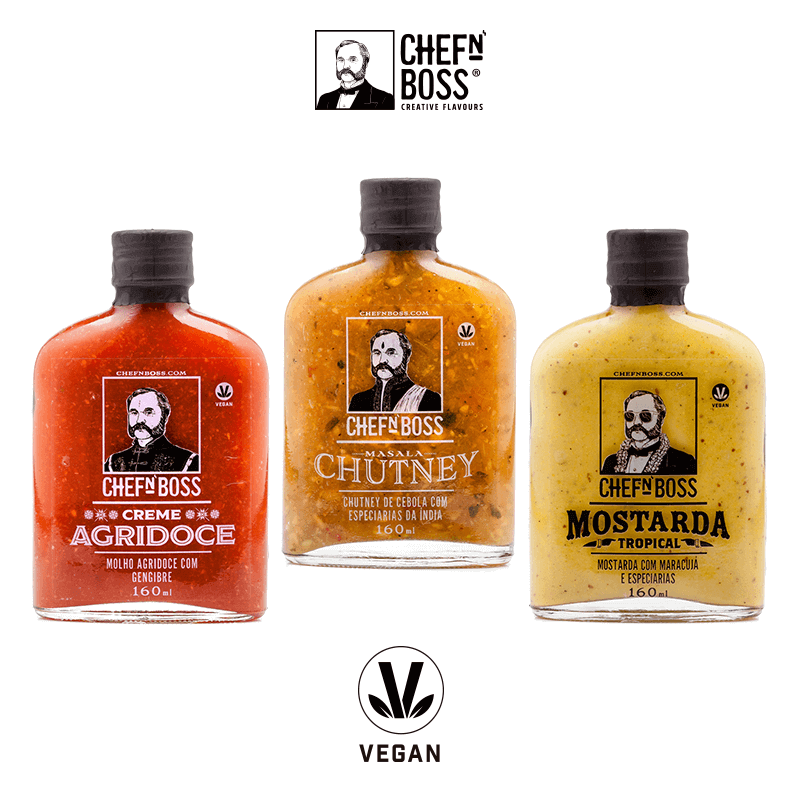 CHEFN'
BOSS®
CREATIVE FLAVOURS
CHEFNBOSS.COM
VEGAN
CHEFN'BOSS
CREME
AGRIDOCE
MOLHO AGRIDOCE COM
GENGIBRE
160ml
CHEFNBOSS.COM
VEGAN
CHEFN'BOSS
MASALA
CHUTNEY
CHUTNEY DE CEBOLA COM
ESPECIARIAS DA ÍNDIA
160ml
CHEFNBOSS.COM
VEGAN
CHEFN'BOSS
MOSTARDA
TROPICAL
MOSTARDA COM MARACUJÁ
E ESPECIARIAS
160ml
VEGAN